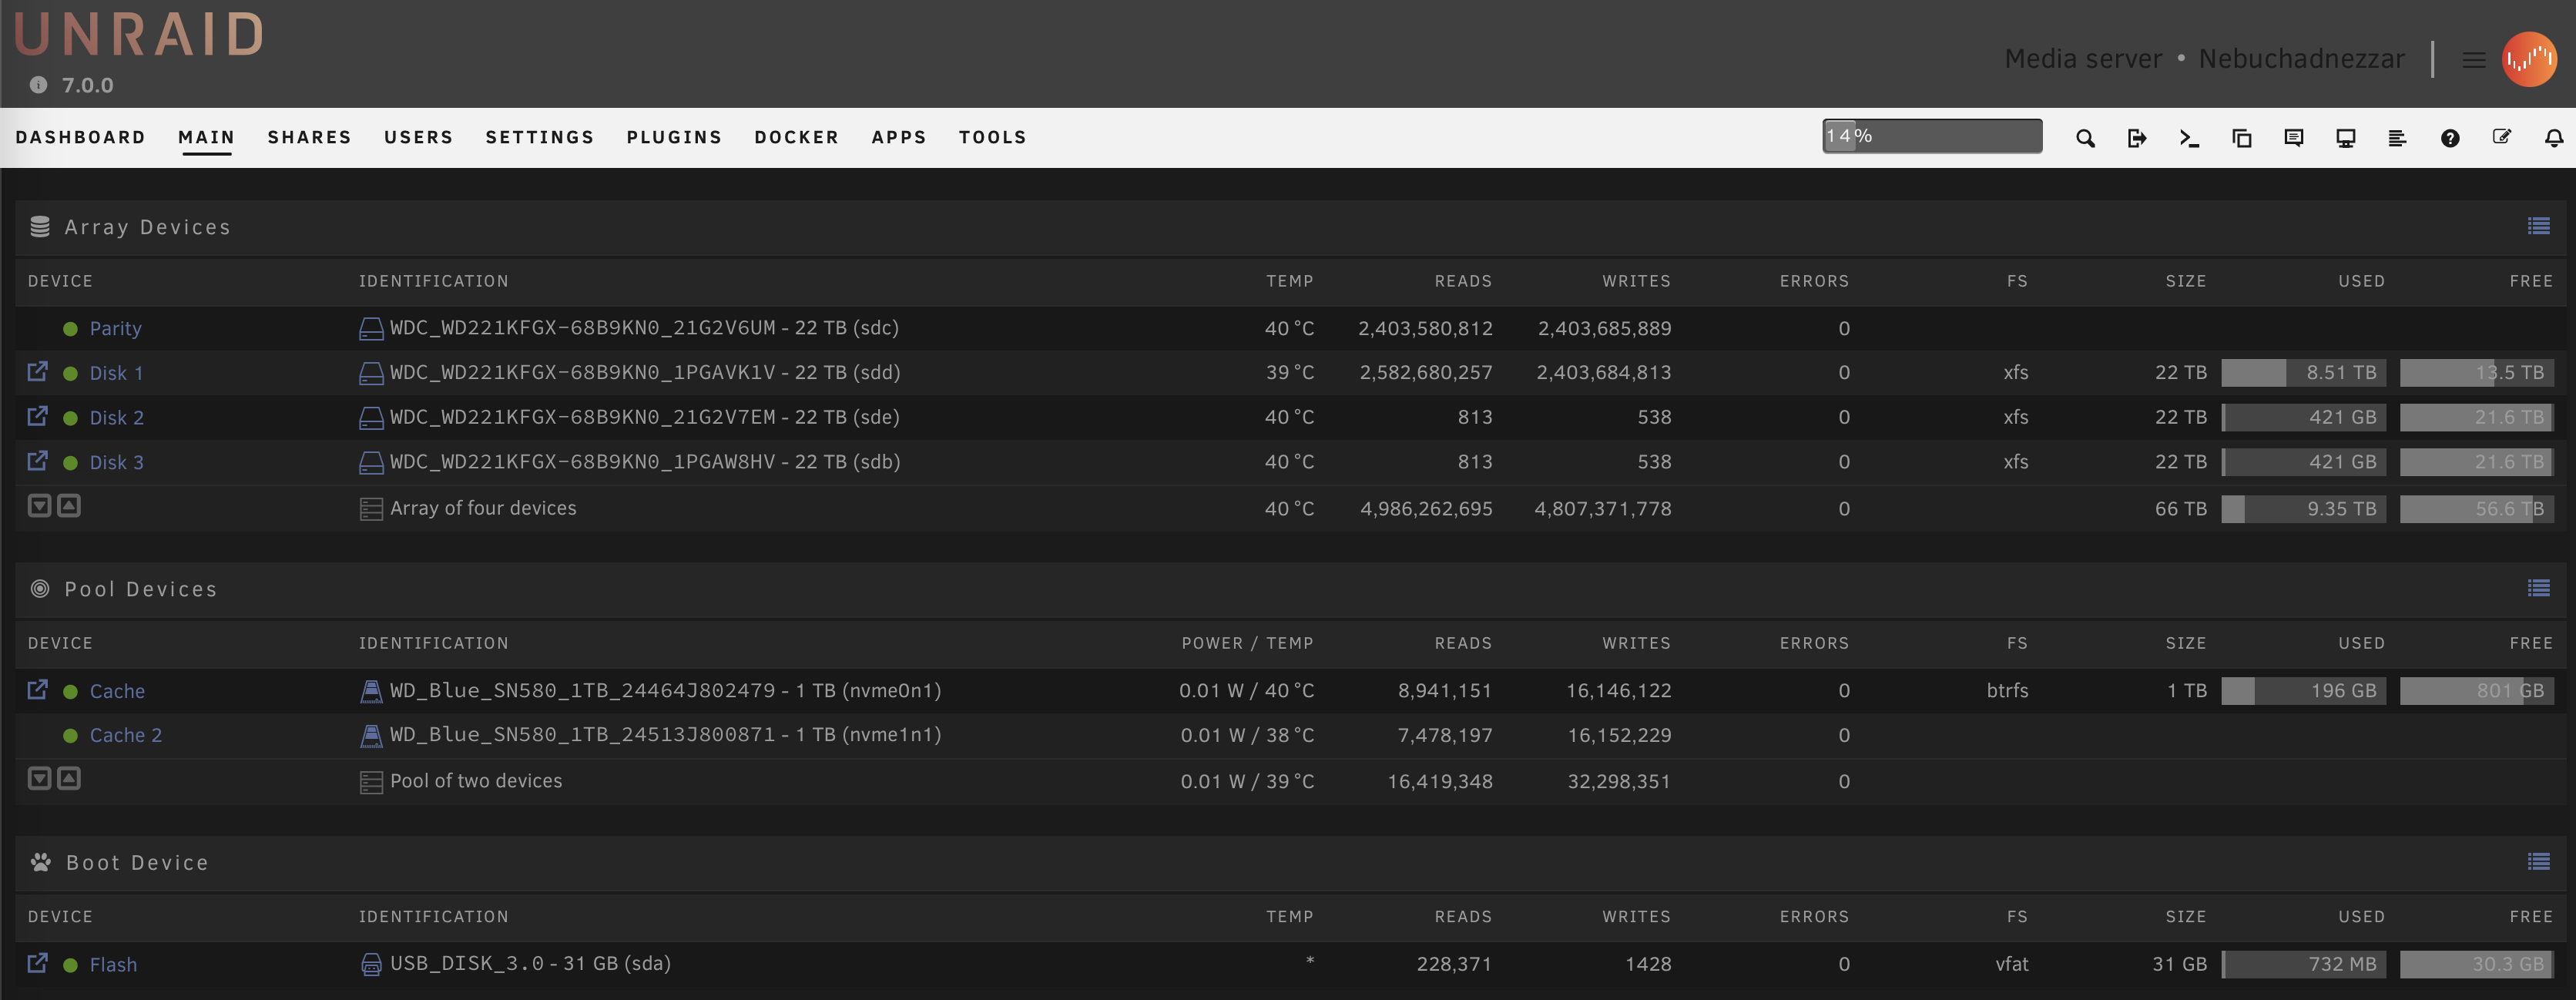 UNRAID
7.0.0
Media server • Nebuchadnezzar
DASHBOARD MAIN SHARES USERS SETTINGS PLUGINS DOCKER APPS TOOLS 14%
Array Devices
DEVICE IDENTIFICATION TEMP READS WRITES ERRORS FS SIZE USED FREE
Parity WDC_WD221KFGX-68B9KN0_21G2V6UM - 22 TB (sdc) 40 °C 2,403,580,812 2,403,685,889 0
Disk 1 WDC_WD221KFGX-68B9KN0_1PGAVK1V - 22 TB (sdd) 39 °C 2,582,680,257 2,403,684,813 0 xfs 22 TB 8.51 TB 13.5 TB
Disk 2 WDC_WD221KFGX-68B9KN0_21G2V7EM - 22 TB (sde) 40 °C 813 538 0 xfs 22 TB 421 GB 21.6 TB
Disk 3 WDC_WD221KFGX-68B9KN0_1PGAW8HV - 22 TB (sdb) 40 °C 813 538 0 xfs 22 TB 421 GB 21.6 TB
Array of four devices 40 °C 4,986,262,695 4,807,371,778 0 66 TB 9.35 TB 56.6 TB
Pool Devices
DEVICE IDENTIFICATION POWER / TEMP READS WRITES ERRORS FS SIZE USED FREE
Cache WD_Blue_SN580_1TB_24464J802479 - 1 TB (nvme0n1) 0.01 W / 40 °C 8,941,151 16,146,122 0 btrfs 1 TB 196 GB 801 GB
Cache 2 WD_Blue_SN580_1TB_24513J800871 - 1 TB (nvme1n1) 0.01 W / 38 °C 7,478,197 16,152,229 0
Pool of two devices 0.01 W / 39 °C 16,419,348 32,298,351 0
Boot Device
DEVICE IDENTIFICATION TEMP READS WRITES ERRORS FS SIZE USED FREE
Flash USB_DISK_3.0 - 31 GB (sda) * 228,371 1428 0 vfat 31 GB 732 MB 30.3 GB